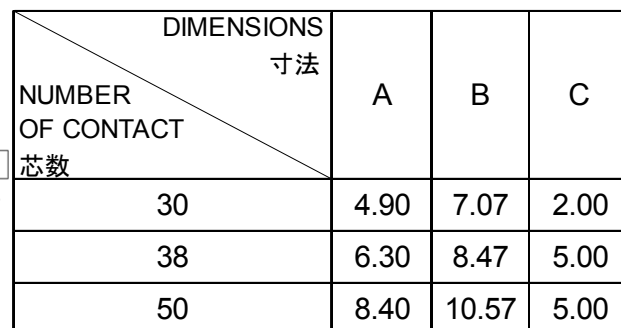 DIMENSIONS
寸法
NUMBER
OF CONTACT
芯数
A B C
30 4.90 7.07 2.00
38 6.30 8.47 5.00
50 8.40 10.57 5.00